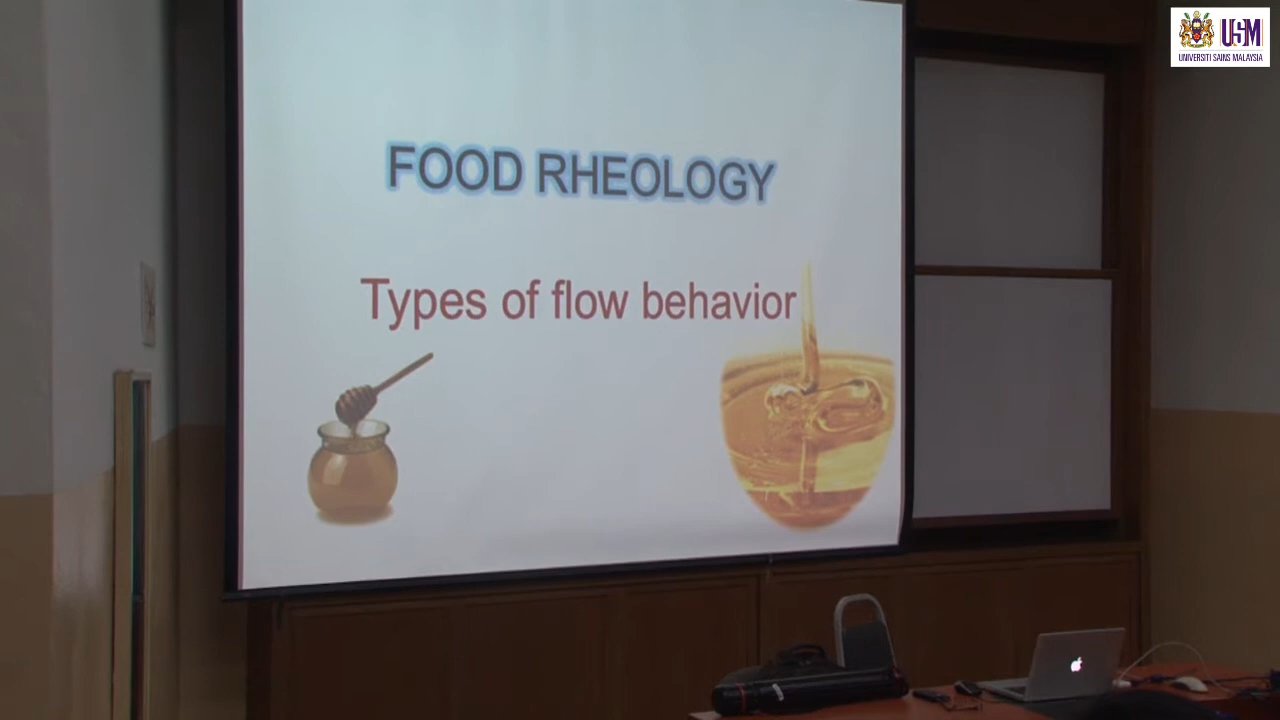 USM
UNIVERSITI SAINS MALAYSIA
FOOD RHEOLOGY
Types of flow behavior